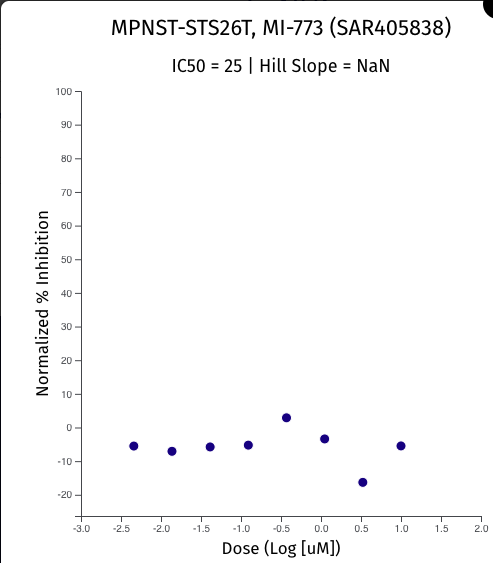 MPNST-STS26T, MI-773 (SAR405838)
IC50 = 25 | Hill Slope = NaN
Normalized % Inhibition
100
90
80
70
60
50
40
30
20
10
0
-10
-20
-3.0 -2.5 -2.0 -1.5 -1.0 -0.5 0.0 0.5 1.0 1.5 2.0
Dose (Log [uM])